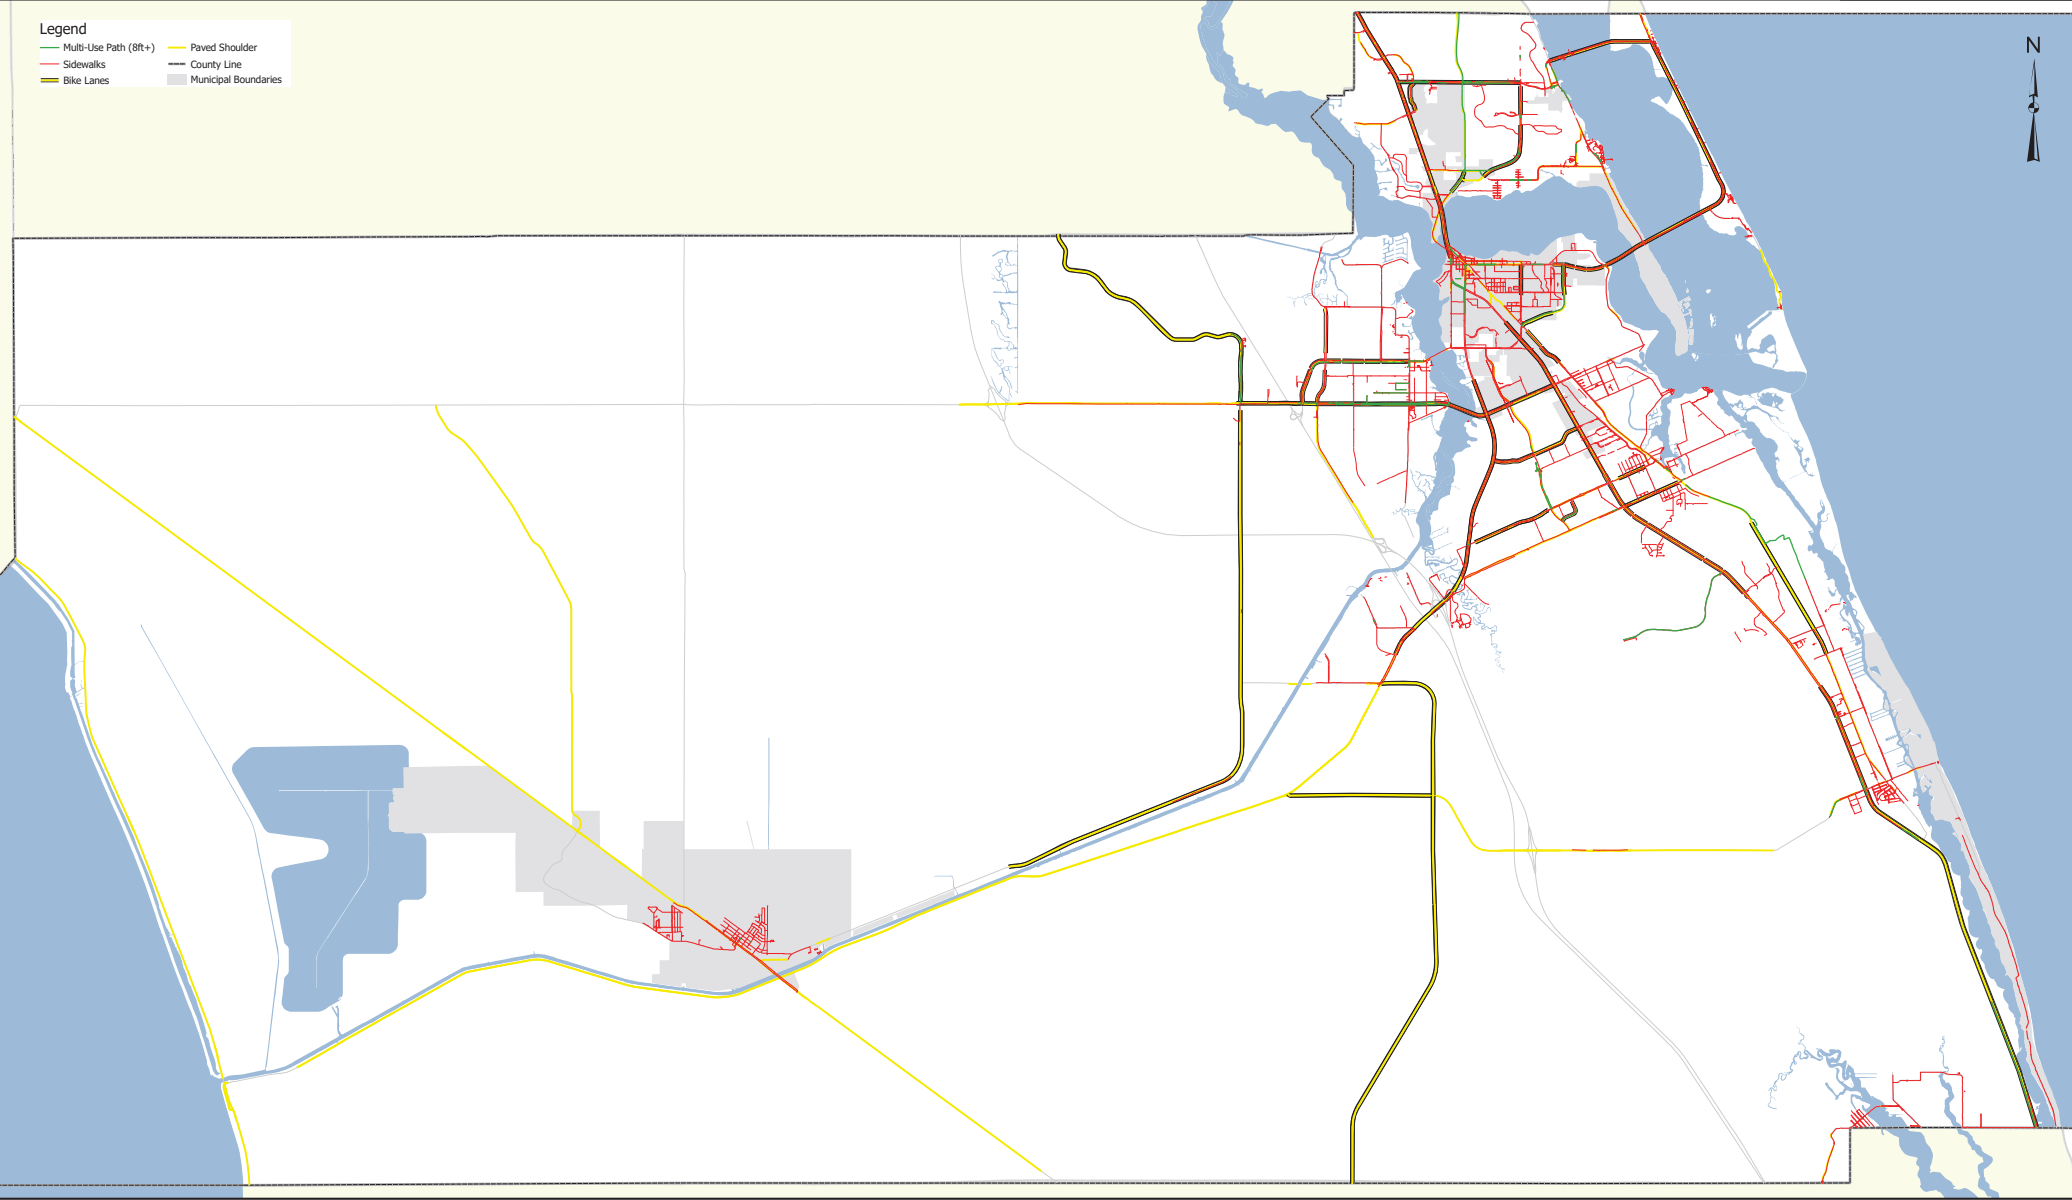 Legend
Multi-Use Path (8ft+)
Paved Shoulder
Sidewalks
County Line
Bike Lanes
Municipal Boundaries
N